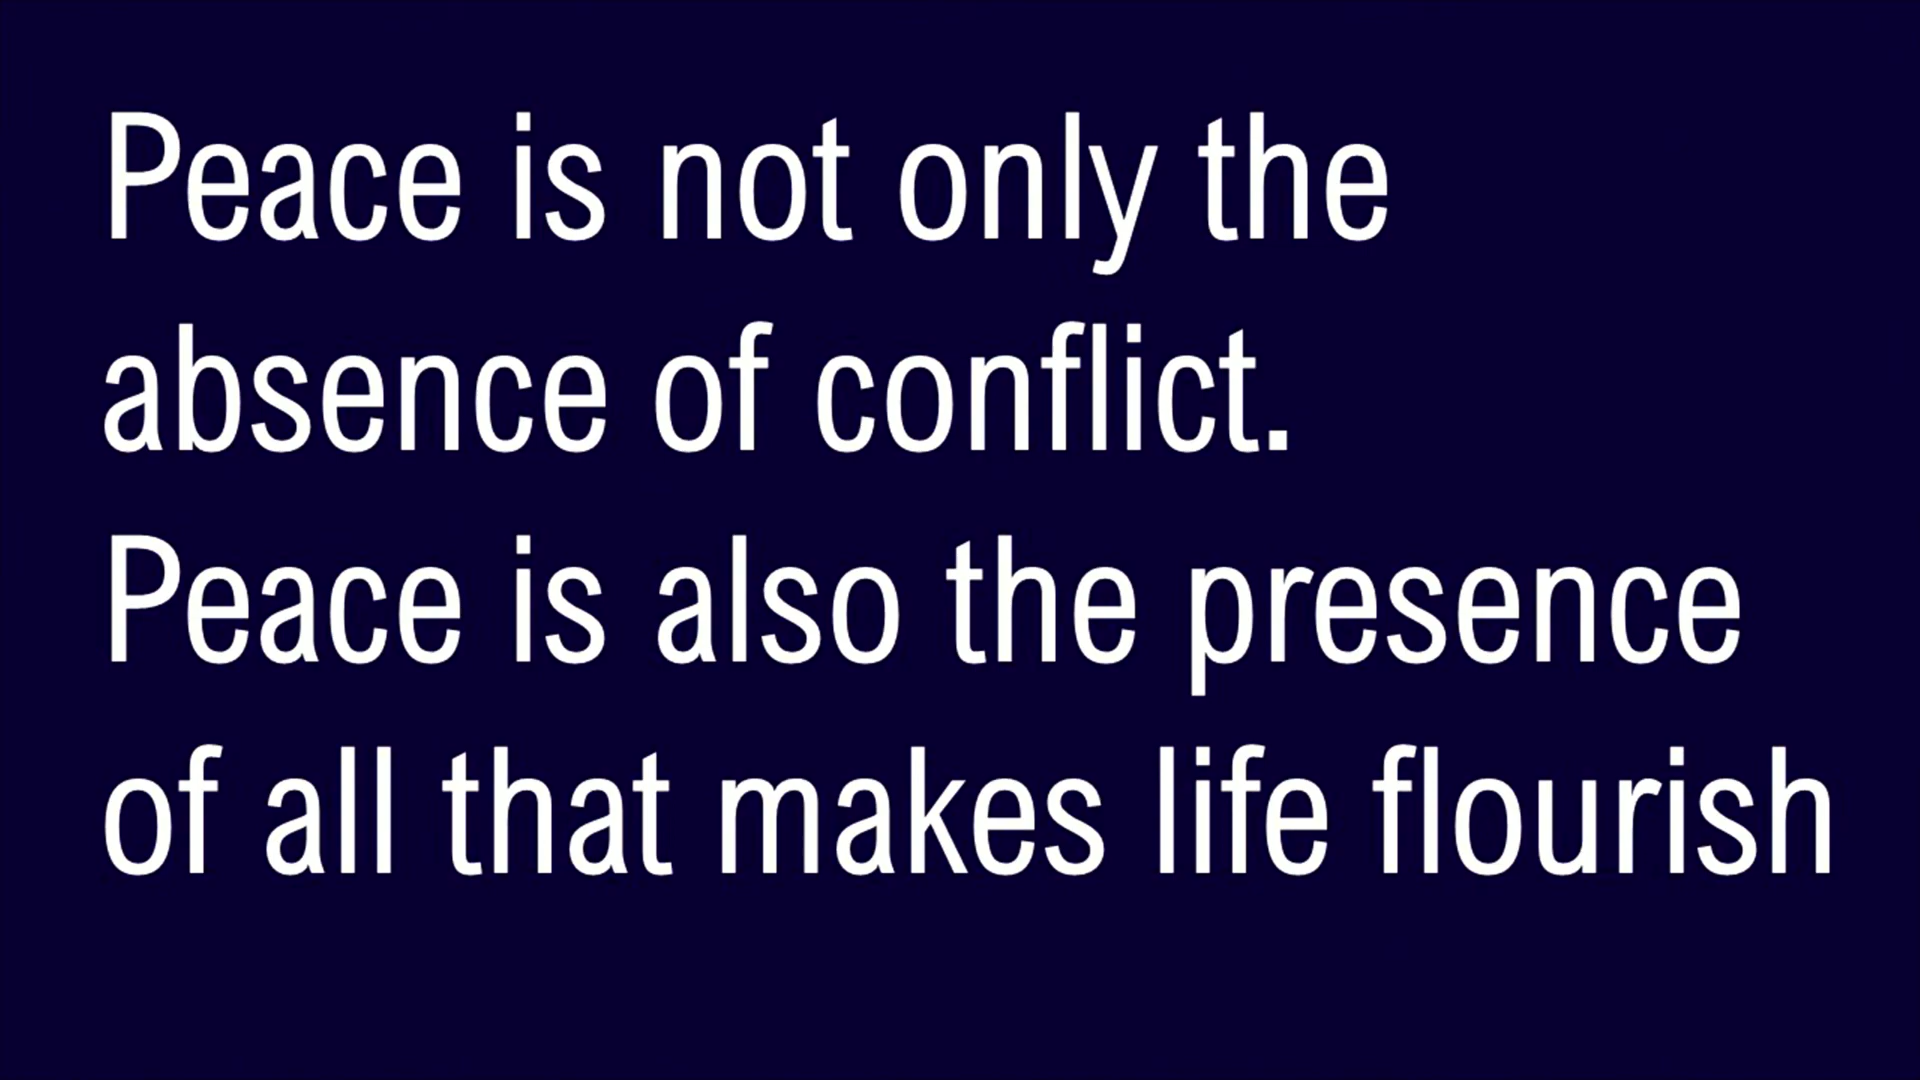 Peace is not only the
absence of conflict.
Peace is also the presence
of all that makes life flourish